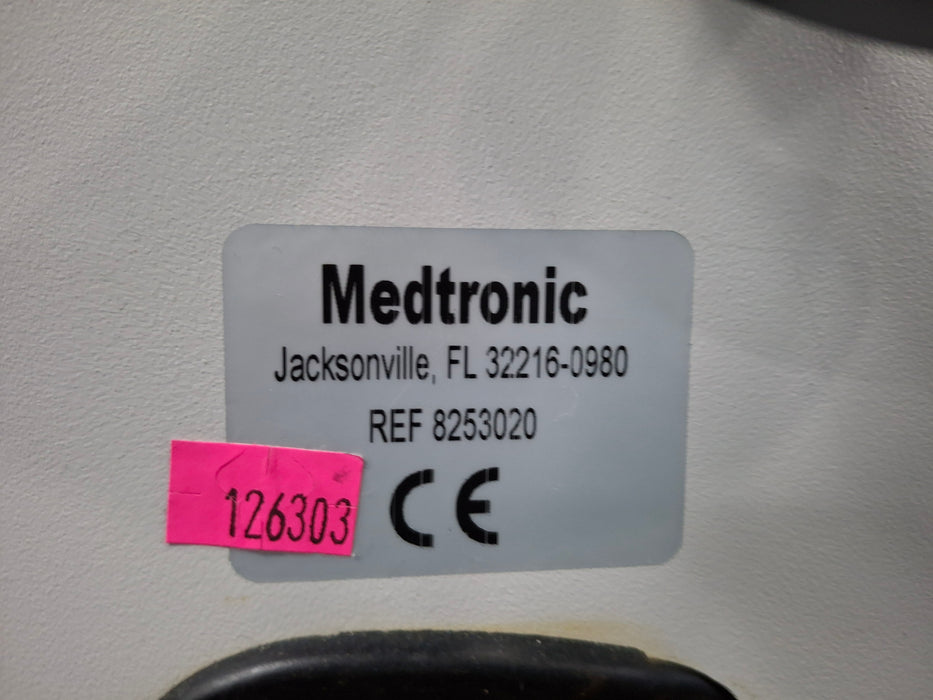 Medtronic
Jacksonville, FL 32216-0980
REF 8253020
CE
126303